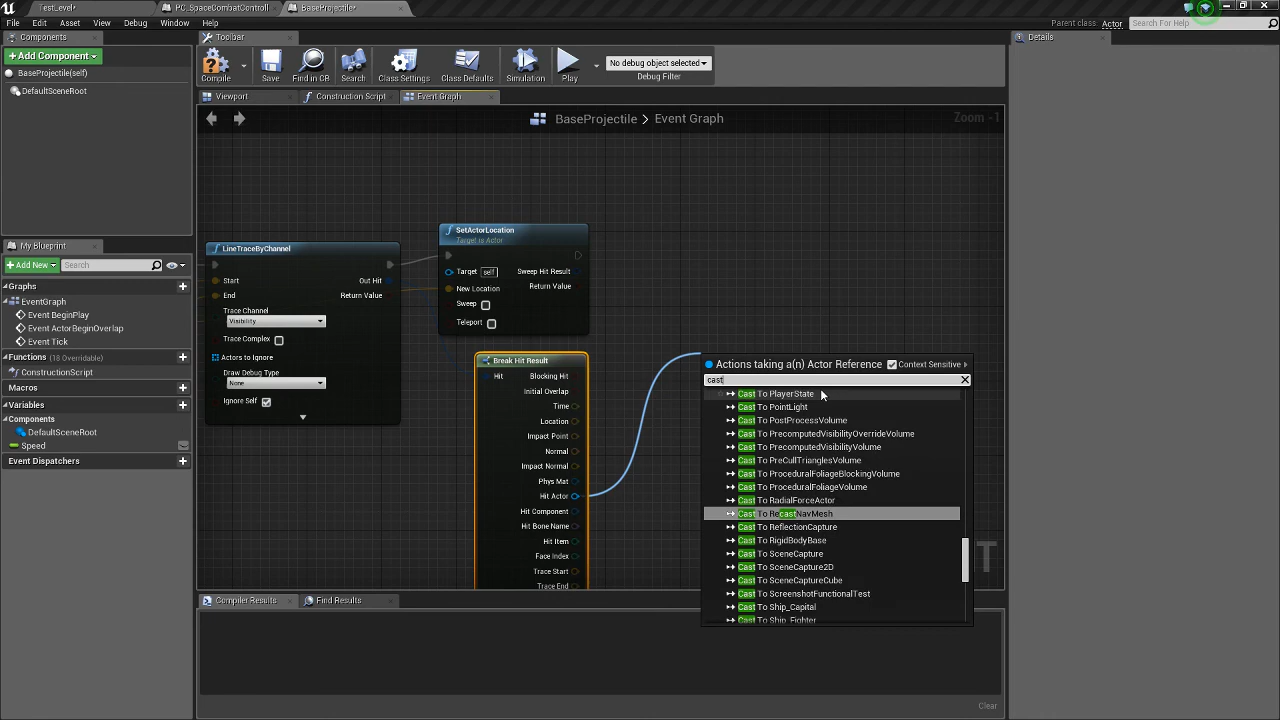 TestLevel*
PC_SpaceCombatControll
BaseProjectile*
File
Edit
Asset
View
Debug
Window
Help
Parent class: Actor
Search For Help
Components
Toolbar
Details
+ Add Component
BaseProjectile(self)
DefaultSceneRoot
Compile
Save
Find in CB
Search
Class Settings
Class Defaults
Simulation
Play
No debug object selected
Debug Filter
Viewport
Construction Script
Event Graph
BaseProjectile > Event Graph
Zoom -1
My Blueprint
+ Add New
Search
Graphs
EventGraph
Event BeginPlay
Event ActorBeginOverlap
Event Tick
Functions (18 Overridable)
ConstructionScript
Macros
Variables
Components
DefaultSceneRoot
Speed
Event Dispatchers
LineTraceByChannel
Start
Out Hit
End
Return Value
Trace Channel
Visibility
Trace Complex
Actors to Ignore
Draw Debug Type
None
Ignore Self
SetActorLocation
Target is Actor
Target self
Sweep Hit Result
New Location
Return Value
Sweep
Teleport
Break Hit Result
Hit
Blocking Hit
Initial Overlap
Time
Location
Impact Point
Normal
Impact Normal
Phys Mat
Hit Actor
Hit Component
Hit Bone Name
Hit Item
Face Index
Trace Start
Trace End
Actions taking a(n) Actor Reference
Context Sensitive
cast
Cast To PlayerState
Cast To PointLight
Cast To PostProcessVolume
Cast To PrecomputedVisibilityOverrideVolume
Cast To PrecomputedVisibilityVolume
Cast To PreCullTrianglesVolume
Cast To ProceduralFoliageBlockingVolume
Cast To ProceduralFoliageVolume
Cast To RadialForceActor
Cast To RecastNavMesh
Cast To ReflectionCapture
Cast To RigidBodyBase
Cast To SceneCapture
Cast To SceneCapture2D
Cast To SceneCaptureCube
Cast To ScreenshotFunctionalTest
Cast To Ship_Capital
Cast To Ship_Fighter
Compiler Results
Find Results
Clear